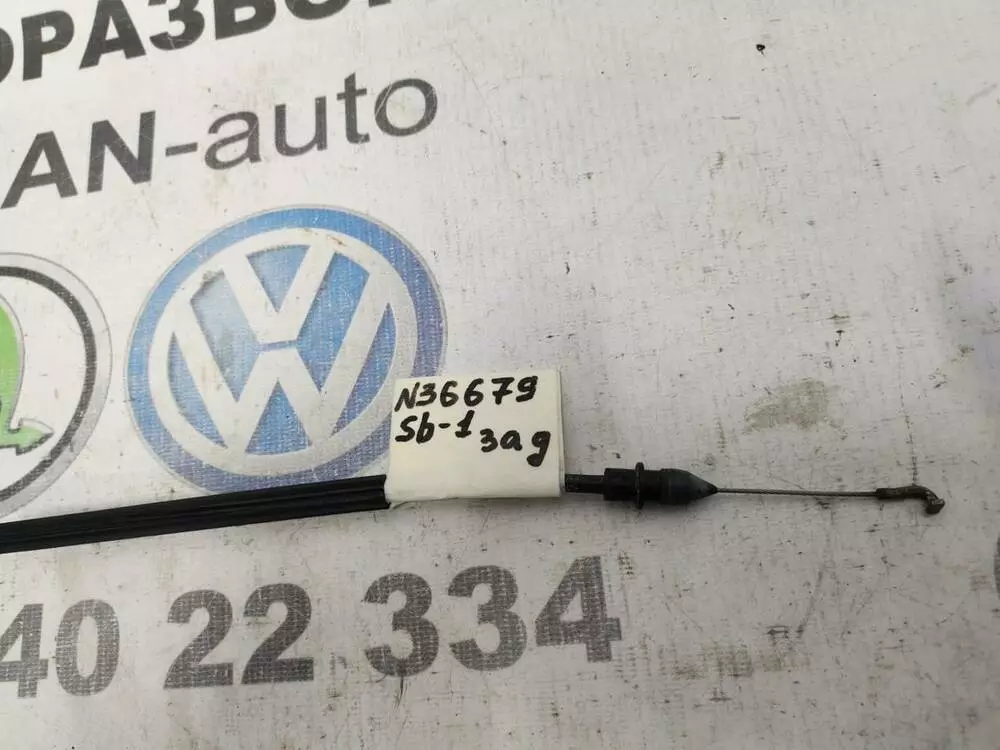 ОРАЗБО
AN-auto
N36679
Sb-1 зад
40 22 334